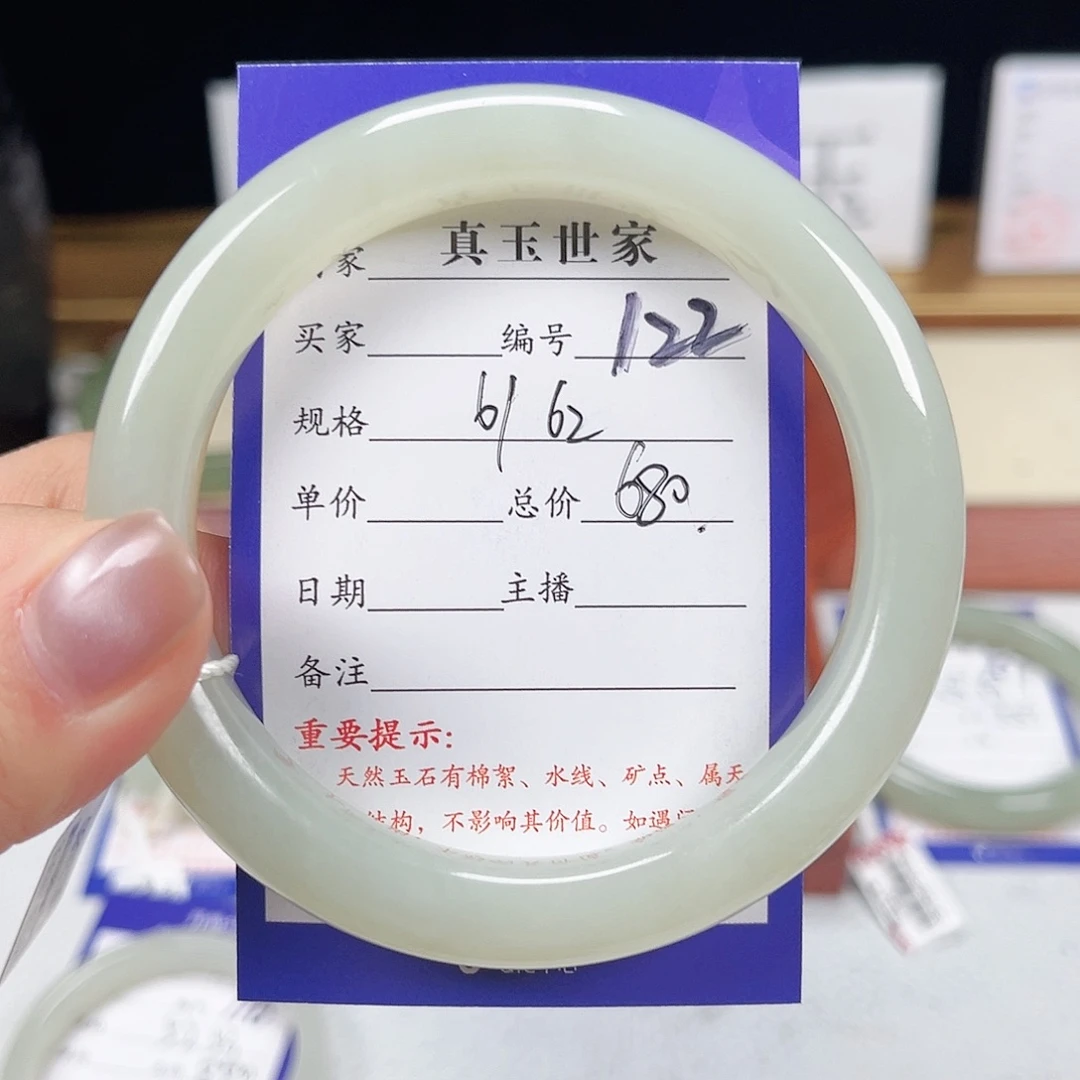 真玉世家
家
买家 编号 122
规格 61 62
单价 总价 680.
日期 主播
备注
重要提示:
天然玉石有棉絮、水线、矿点、属天
结构，不影响其价值。如遇